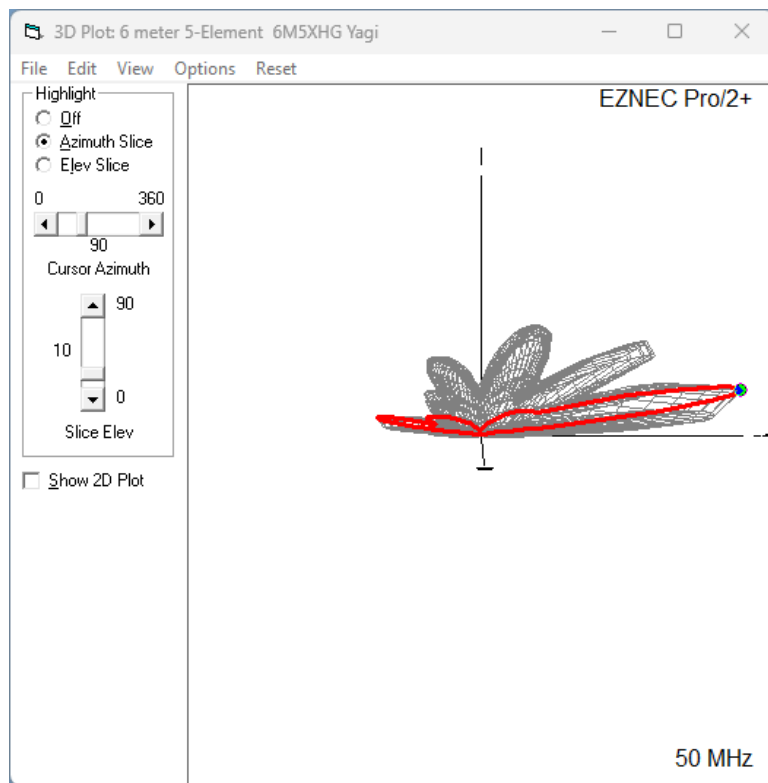 3D Plot: 6 meter 5-Element 6M5XHG Yagi
File Edit View Options Reset
Highlight
Off
Azimuth Slice
Elev Slice
0 360
90
Cursor Azimuth
90
10
0
Slice Elev
Show 2D Plot
EZNEC Pro/2+
50 MHz